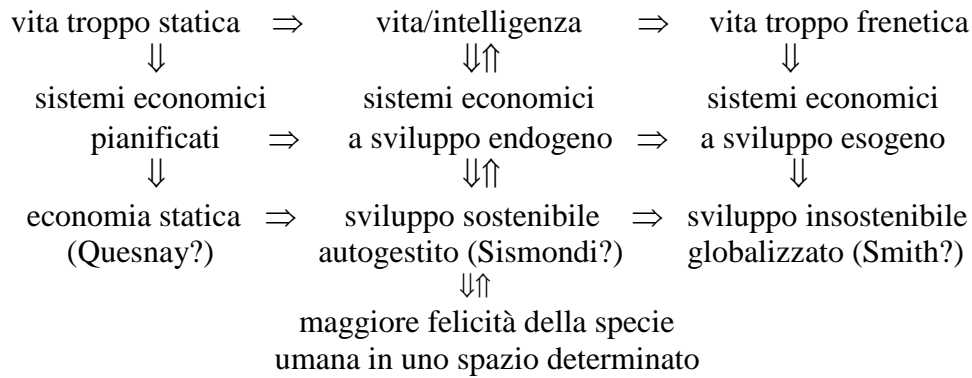 vita troppo statica ⇒ vita/intelligenza ⇒ vita troppo frenetica
⇓ ⇓⇑ ⇓
sistemi economici sistemi economici sistemi economici
pianificati ⇒ a sviluppo endogeno ⇒ a sviluppo esogeno
⇓ ⇓⇑ ⇓
economia statica ⇒ sviluppo sostenibile ⇒ sviluppo insostenibile
(Quesnay?) autogestito (Sismondi?) globalizzato (Smith?)
⇓⇑
maggiore felicità della specie
umana in uno spazio determinato